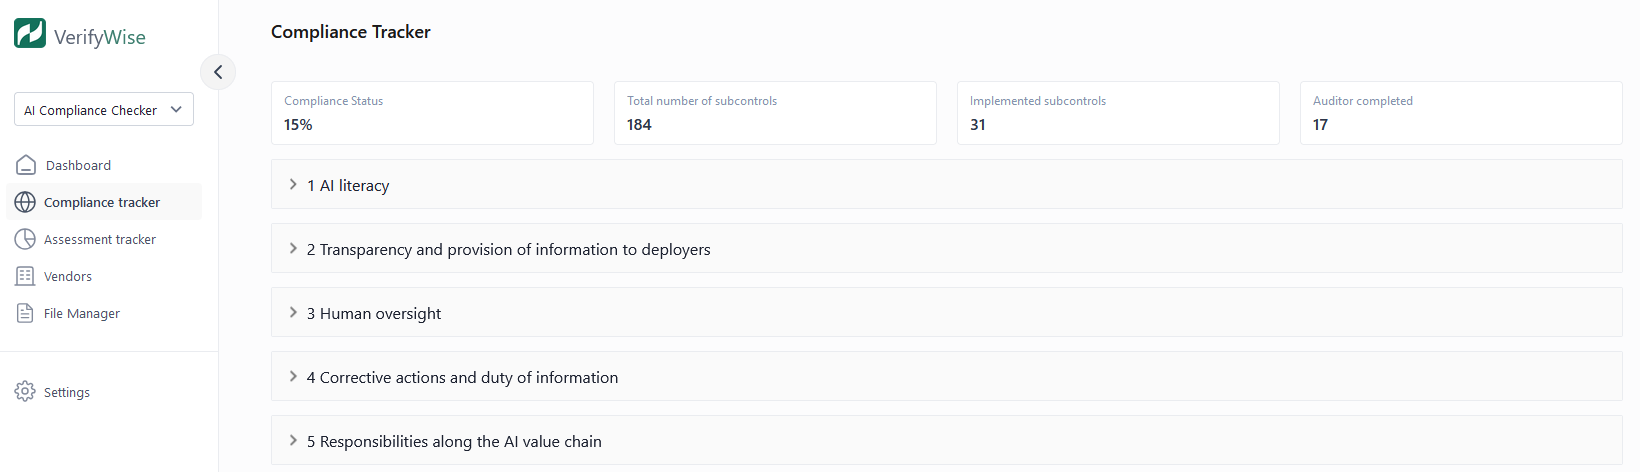 VerifyWise
AI Compliance Checker
Dashboard
Compliance tracker
Assessment tracker
Vendors
File Manager
Settings
Compliance Tracker
Compliance Status
15%
Total number of subcontrols
184
Implemented subcontrols
31
Auditor completed
17
1 AI literacy
2 Transparency and provision of information to deployers
3 Human oversight
4 Corrective actions and duty of information
5 Responsibilities along the AI value chain